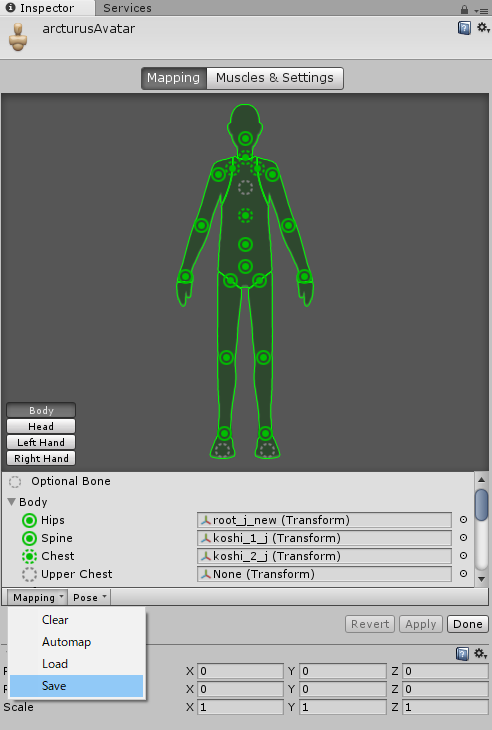 Inspector Services
arcturusAvatar
Mapping Muscles & Settings
Body
Head
Left Hand
Right Hand
Optional Bone
Body
Hips root_j_new (Transform)
Spine koshi_1_j (Transform)
Chest koshi_2_j (Transform)
Upper Chest None (Transform)
Mapping Pose
Clear
Automap
Load
Save
Revert Apply Done
X 0 Y 0 Z 0
X 0 Y 0 Z 0
Scale X 1 Y 1 Z 1